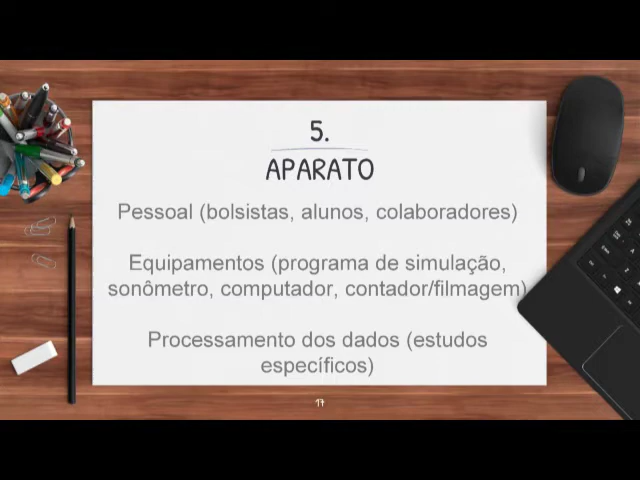 5.
APARATO
Pessoal (bolsistas, alunos, colaboradores)
Equipamentos (programa de simulação,
sonômetro, computador, contador/filmagem)
Processamento dos dados (estudos
específicos)
17